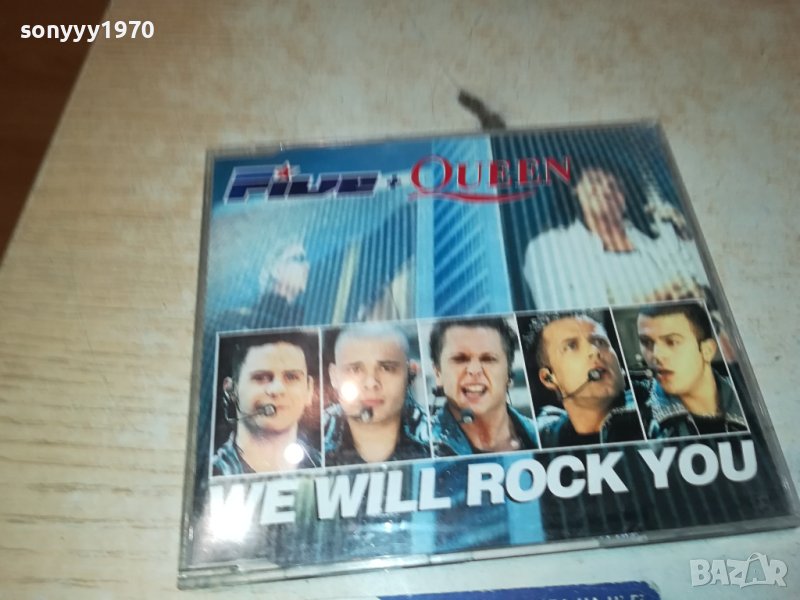 sonyyy1970
Five + QUEEN
WE WILL ROCK YOU
BAZAR